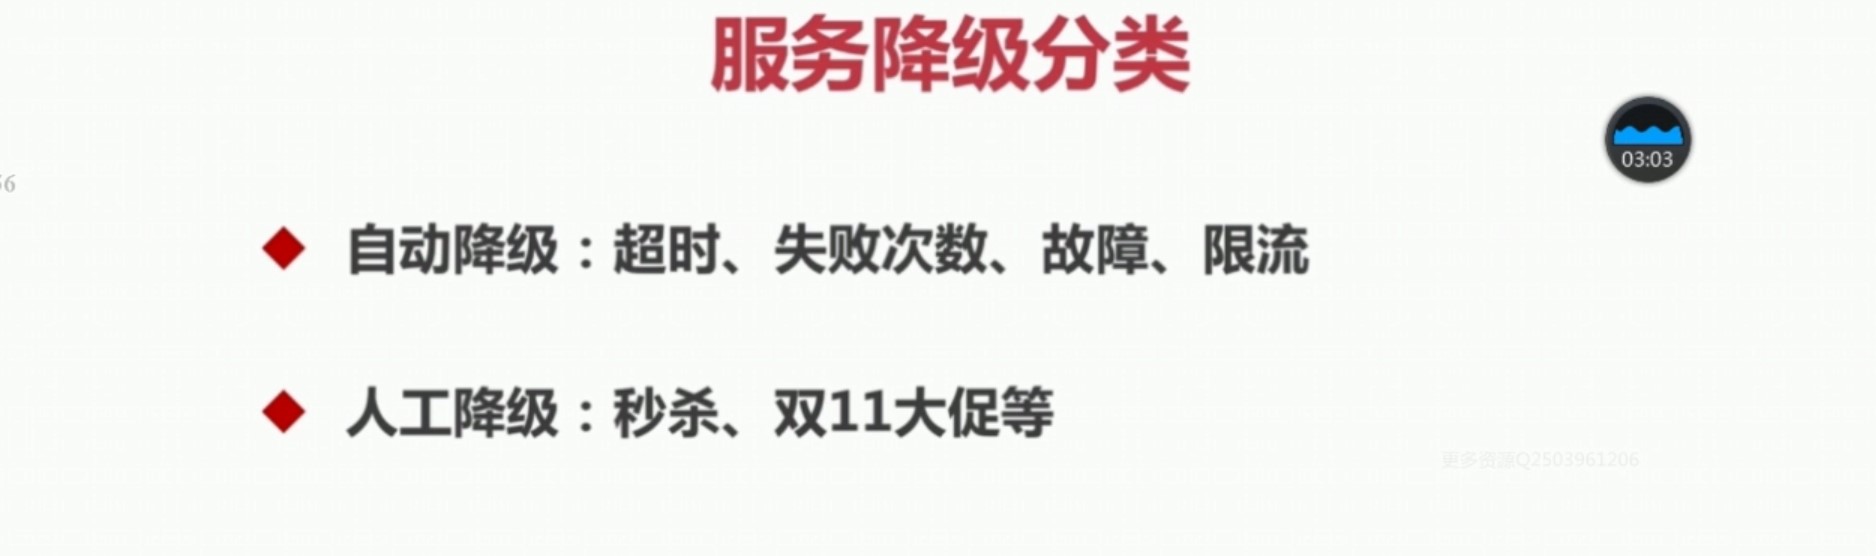 服务降级分类
03:03
56
◆ 自动降级：超时、失败次数、故障、限流
◆ 人工降级：秒杀、双11大促等
更多资源Q2503961206